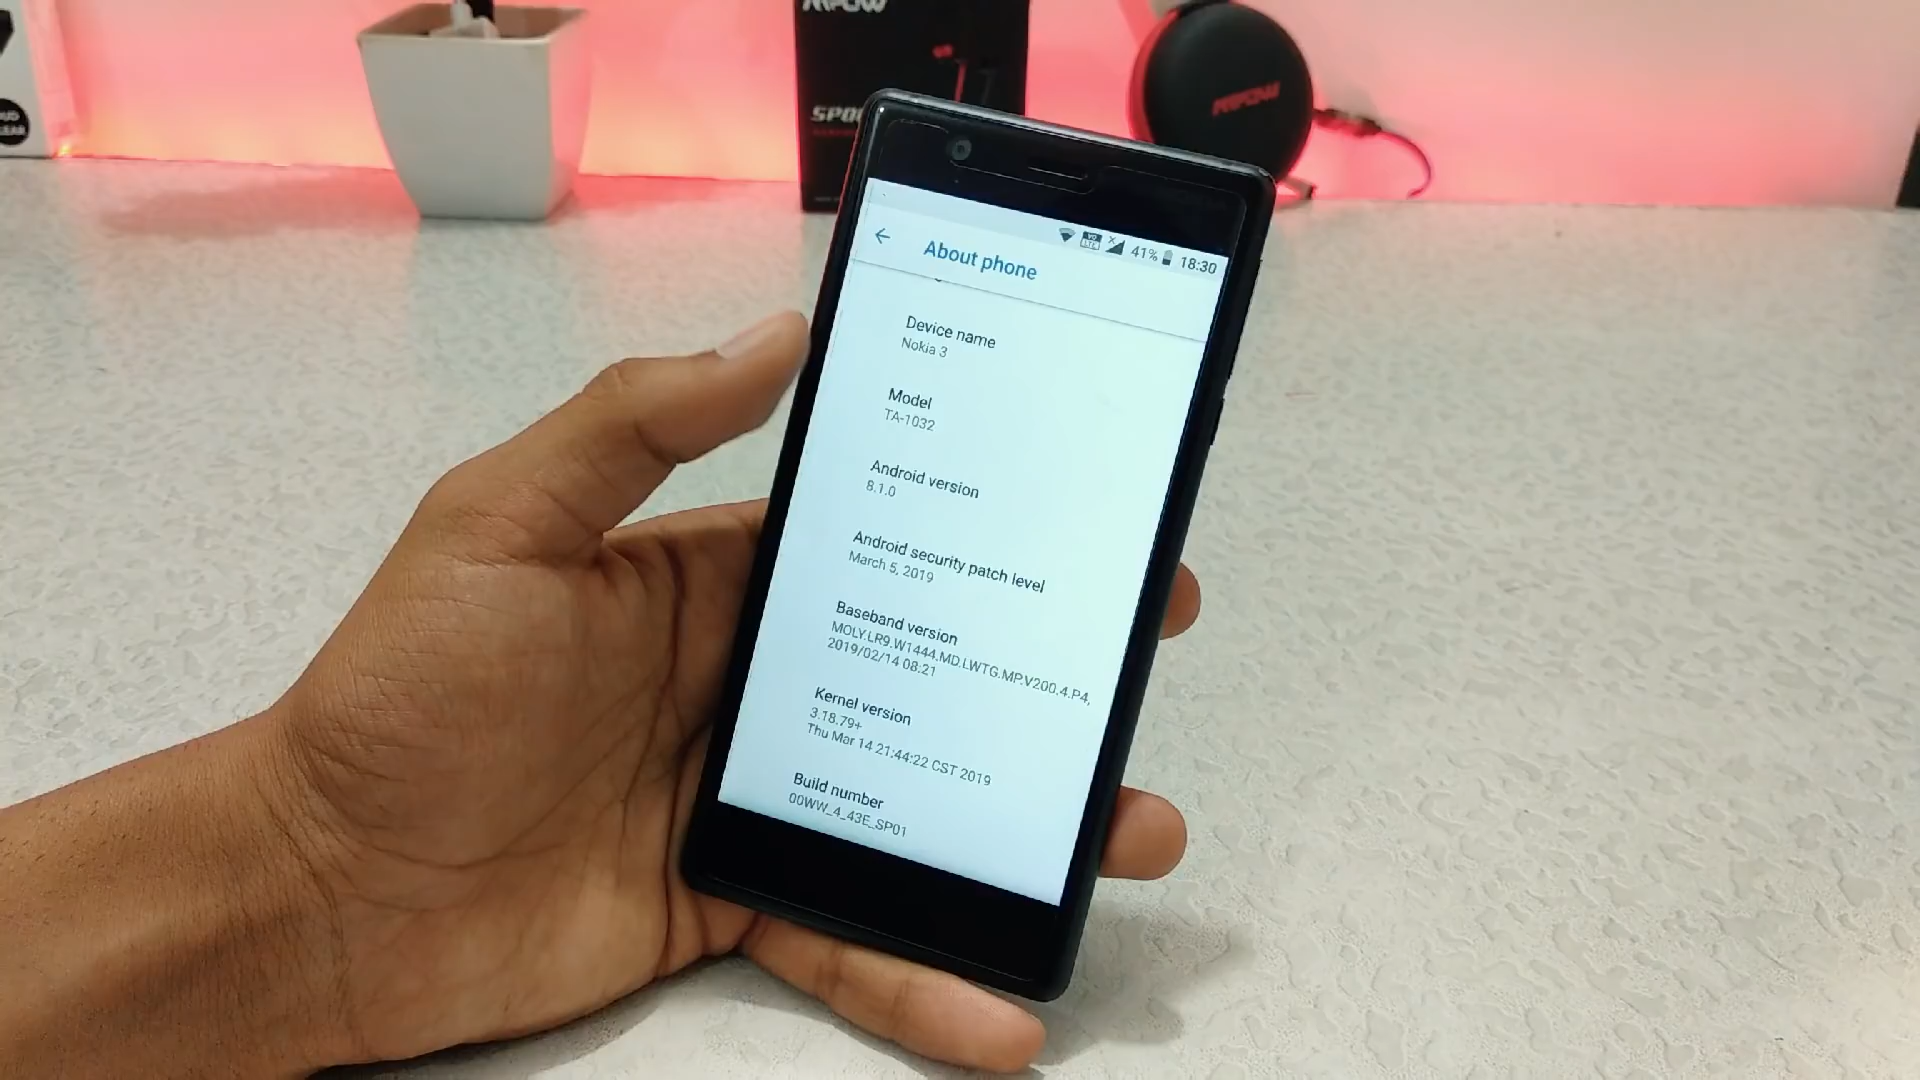 MPOW
MPOW
41% 18:30
About phone
Device name
Nokia 3
Model
TA-1032
Android version
8.1.0
Android security patch level
March 5, 2019
Baseband version
MOLY.LR9.W1444.MD.LWTG.MP.V200.4.P4,
2019/02/14 08:21
Kernel version
3.18.79+
Thu Mar 14 21:44:22 CST 2019
Build number
00WW_4_43E_SP01